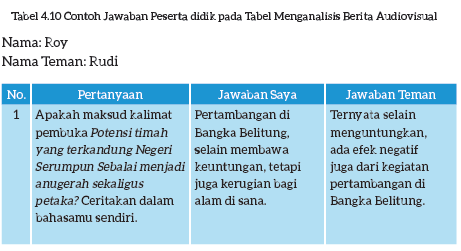 Tabel 4.10 Contoh Jawaban Peserta didik pada Tabel Menganalisis Berita Audiovisual
Nama: Roy
Nama Teman: Rudi
No. Pertanyaan Jawaban Saya Jawaban Teman
1
Apakah maksud kalimat
pembuka Potensi timah
yang terkandung Negeri
Serumpun Sebalai menjadi
anugerah sekaligus
petaka? Ceritakan dalam
bahasamu sendiri.
Pertambangan di
Bangka Belitung,
selain membawa
keuntungan, tetapi
juga kerugian bagi
alam di sana.
Ternyata selain
menguntungkan,
ada efek negatif
juga dari kegiatan
pertambangan di
Bangka Belitung.